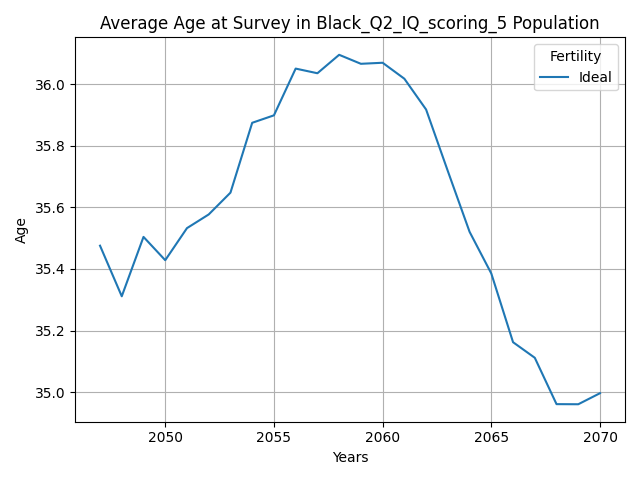 Average Age at Survey in Black_Q2_IQ_scoring_5 Population
Fertility
Ideal
36.0
35.8
35.6
35.4
35.2
35.0
Age
2050 2055 2060 2065 2070
Years